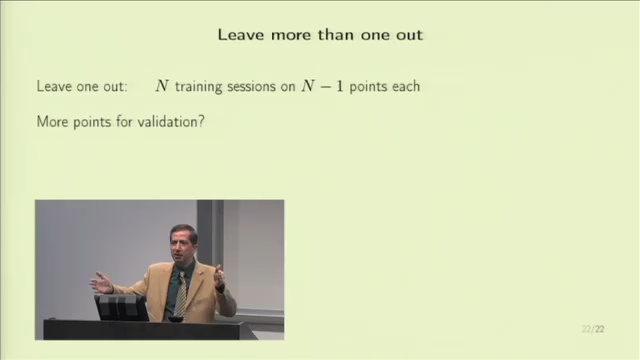 Leave more than one out
Leave one out: N training sessions on N − 1 points each
More points for validation?
22/22